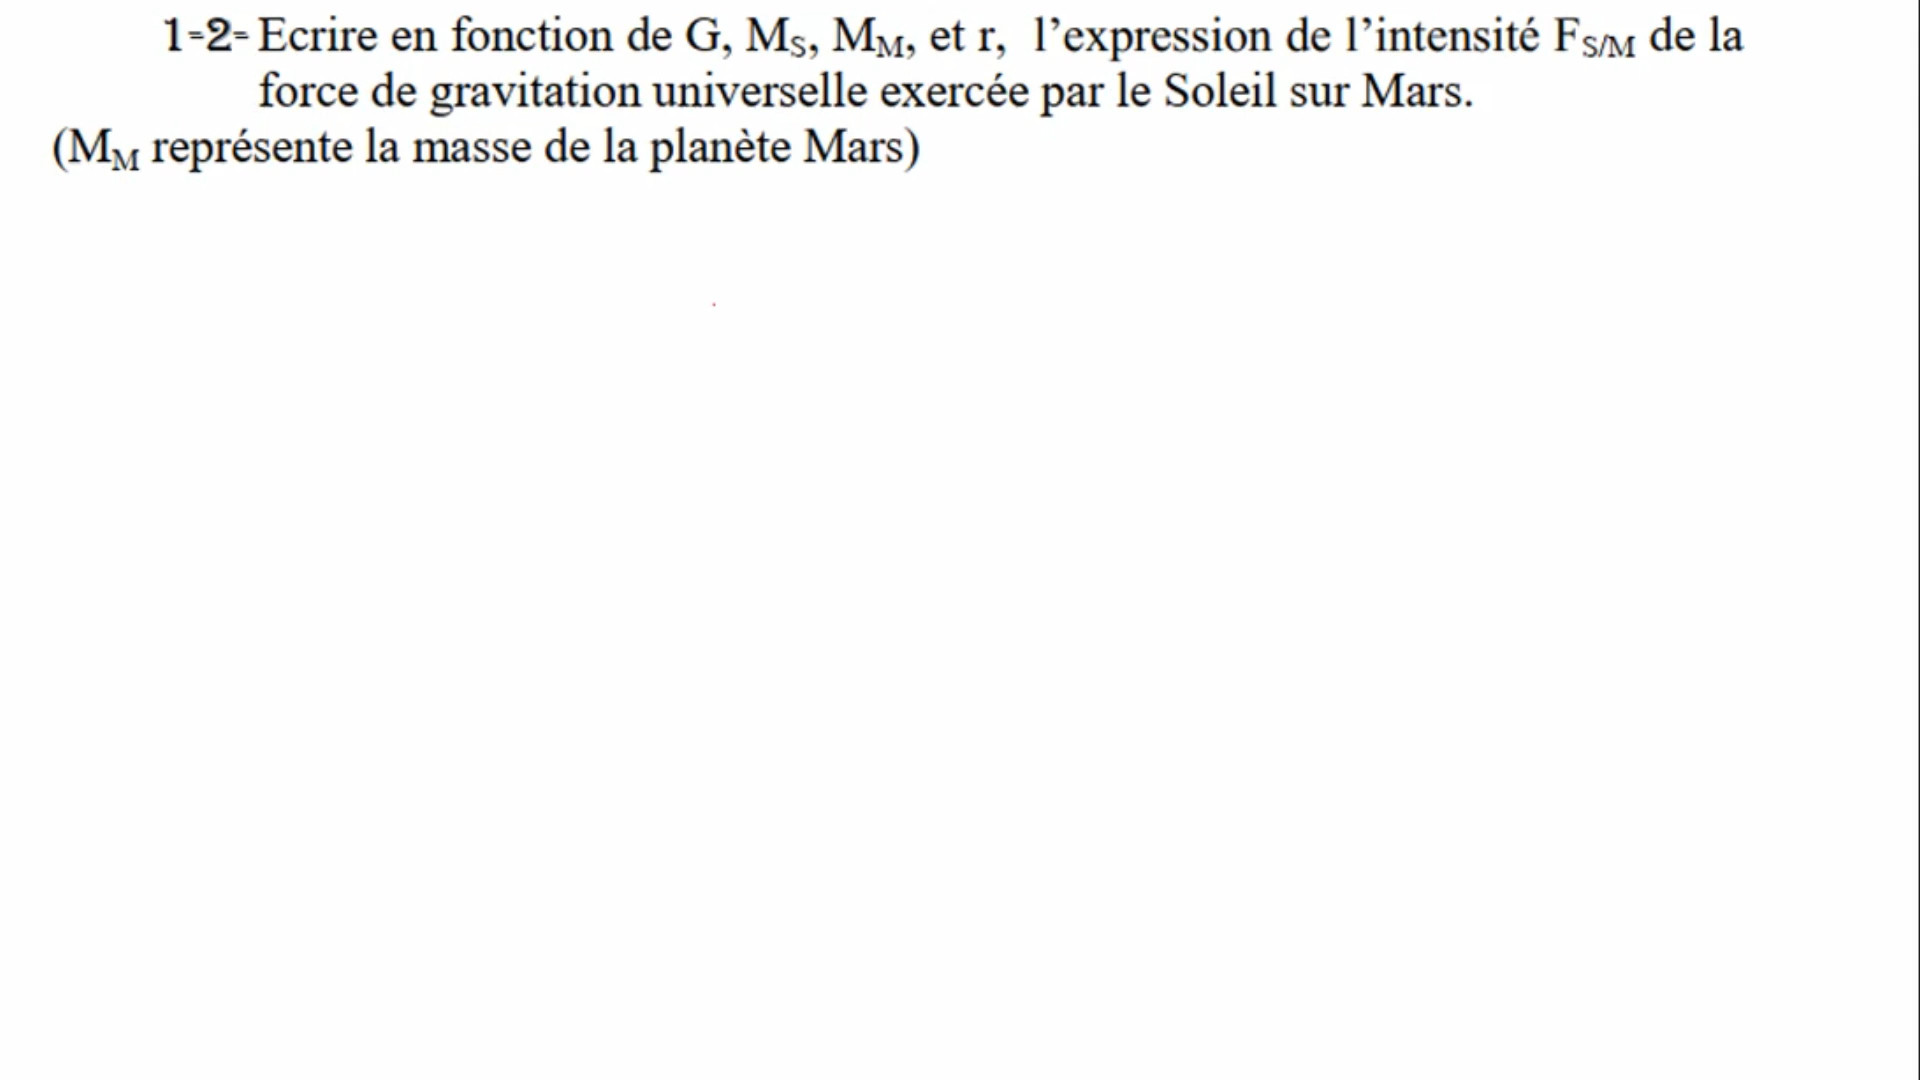 1-2- Ecrire en fonction de G, MS, MM, et r, l’expression de l’intensité FS/M de la
force de gravitation universelle exercée par le Soleil sur Mars.
(MM représente la masse de la planète Mars)